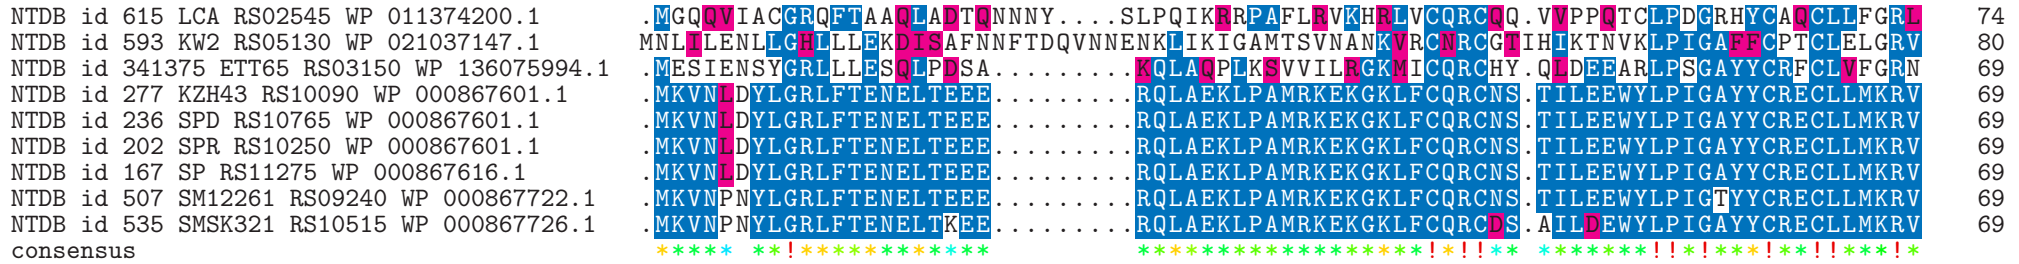 NTDB id 615 LCA RS02545 WP 011374200.1 .MGQQVIACGRQFTAAQLADTQNNNY....SLPQIKRRPAFLRVKHRLVCQRCQQ.VVPPQTCLPDGRHYCAQCLLFGRL 74
NTDB id 593 KW2 RS05130 WP 021037147.1 MNLILENLLGHLLLEKDISAFNNFTDQVNNENKLIKIGAMTSVNANKVRCNRCGTIHIKTNVKLPIGAFFCPTCLELGRV 80
NTDB id 341375 ETT65 RS03150 WP 136075994.1 .MESIENSYGRLLLESQLPDSA.........KQLAQPLKSVVILRGKMICQRCHY.QLDEEARLPSGAYYCRFCLVFGRN 69
NTDB id 277 KZH43 RS10090 WP 000867601.1 .MKVNLDYLGRLFTENELTEEE.........RQLAEKLPAMRKEKGKLFCQRCNS.TILEEWYLPIGAYYCRECLLMKRV 69
NTDB id 236 SPD RS10765 WP 000867601.1 .MKVNLDYLGRLFTENELTEEE.........RQLAEKLPAMRKEKGKLFCQRCNS.TILEEWYLPIGAYYCRECLLMKRV 69
NTDB id 202 SPR RS10250 WP 000867601.1 .MKVNLDYLGRLFTENELTEEE.........RQLAEKLPAMRKEKGKLFCQRCNS.TILEEWYLPIGAYYCRECLLMKRV 69
NTDB id 167 SP RS11275 WP 000867616.1 .MKVNLDYLGRLFTENELTEEE.........RQLAEKLPAMRKEKGKLFCQRCNS.TILEEWYLPIGAYYCRECLLMKRV 69
NTDB id 507 SM12261 RS09240 WP 000867722.1 .MKVNPNYLGRLFTENELTEEE.........RQLAEKLPAMRKEKGKLFCQRCNS.TILEEWYLPIGTYYCRECLLMKRV 69
NTDB id 535 SMSK321 RS10515 WP 000867726.1 .MKVNPNYLGRLFTENELTKEE.........RQLAEKLPAMRKEKGKLFCQRCDS.AILDEWYLPIGAYYCRECLLMKRV 69
consensus ***** **!************ ******************!*!!** *******!!*!***!**!!***!*